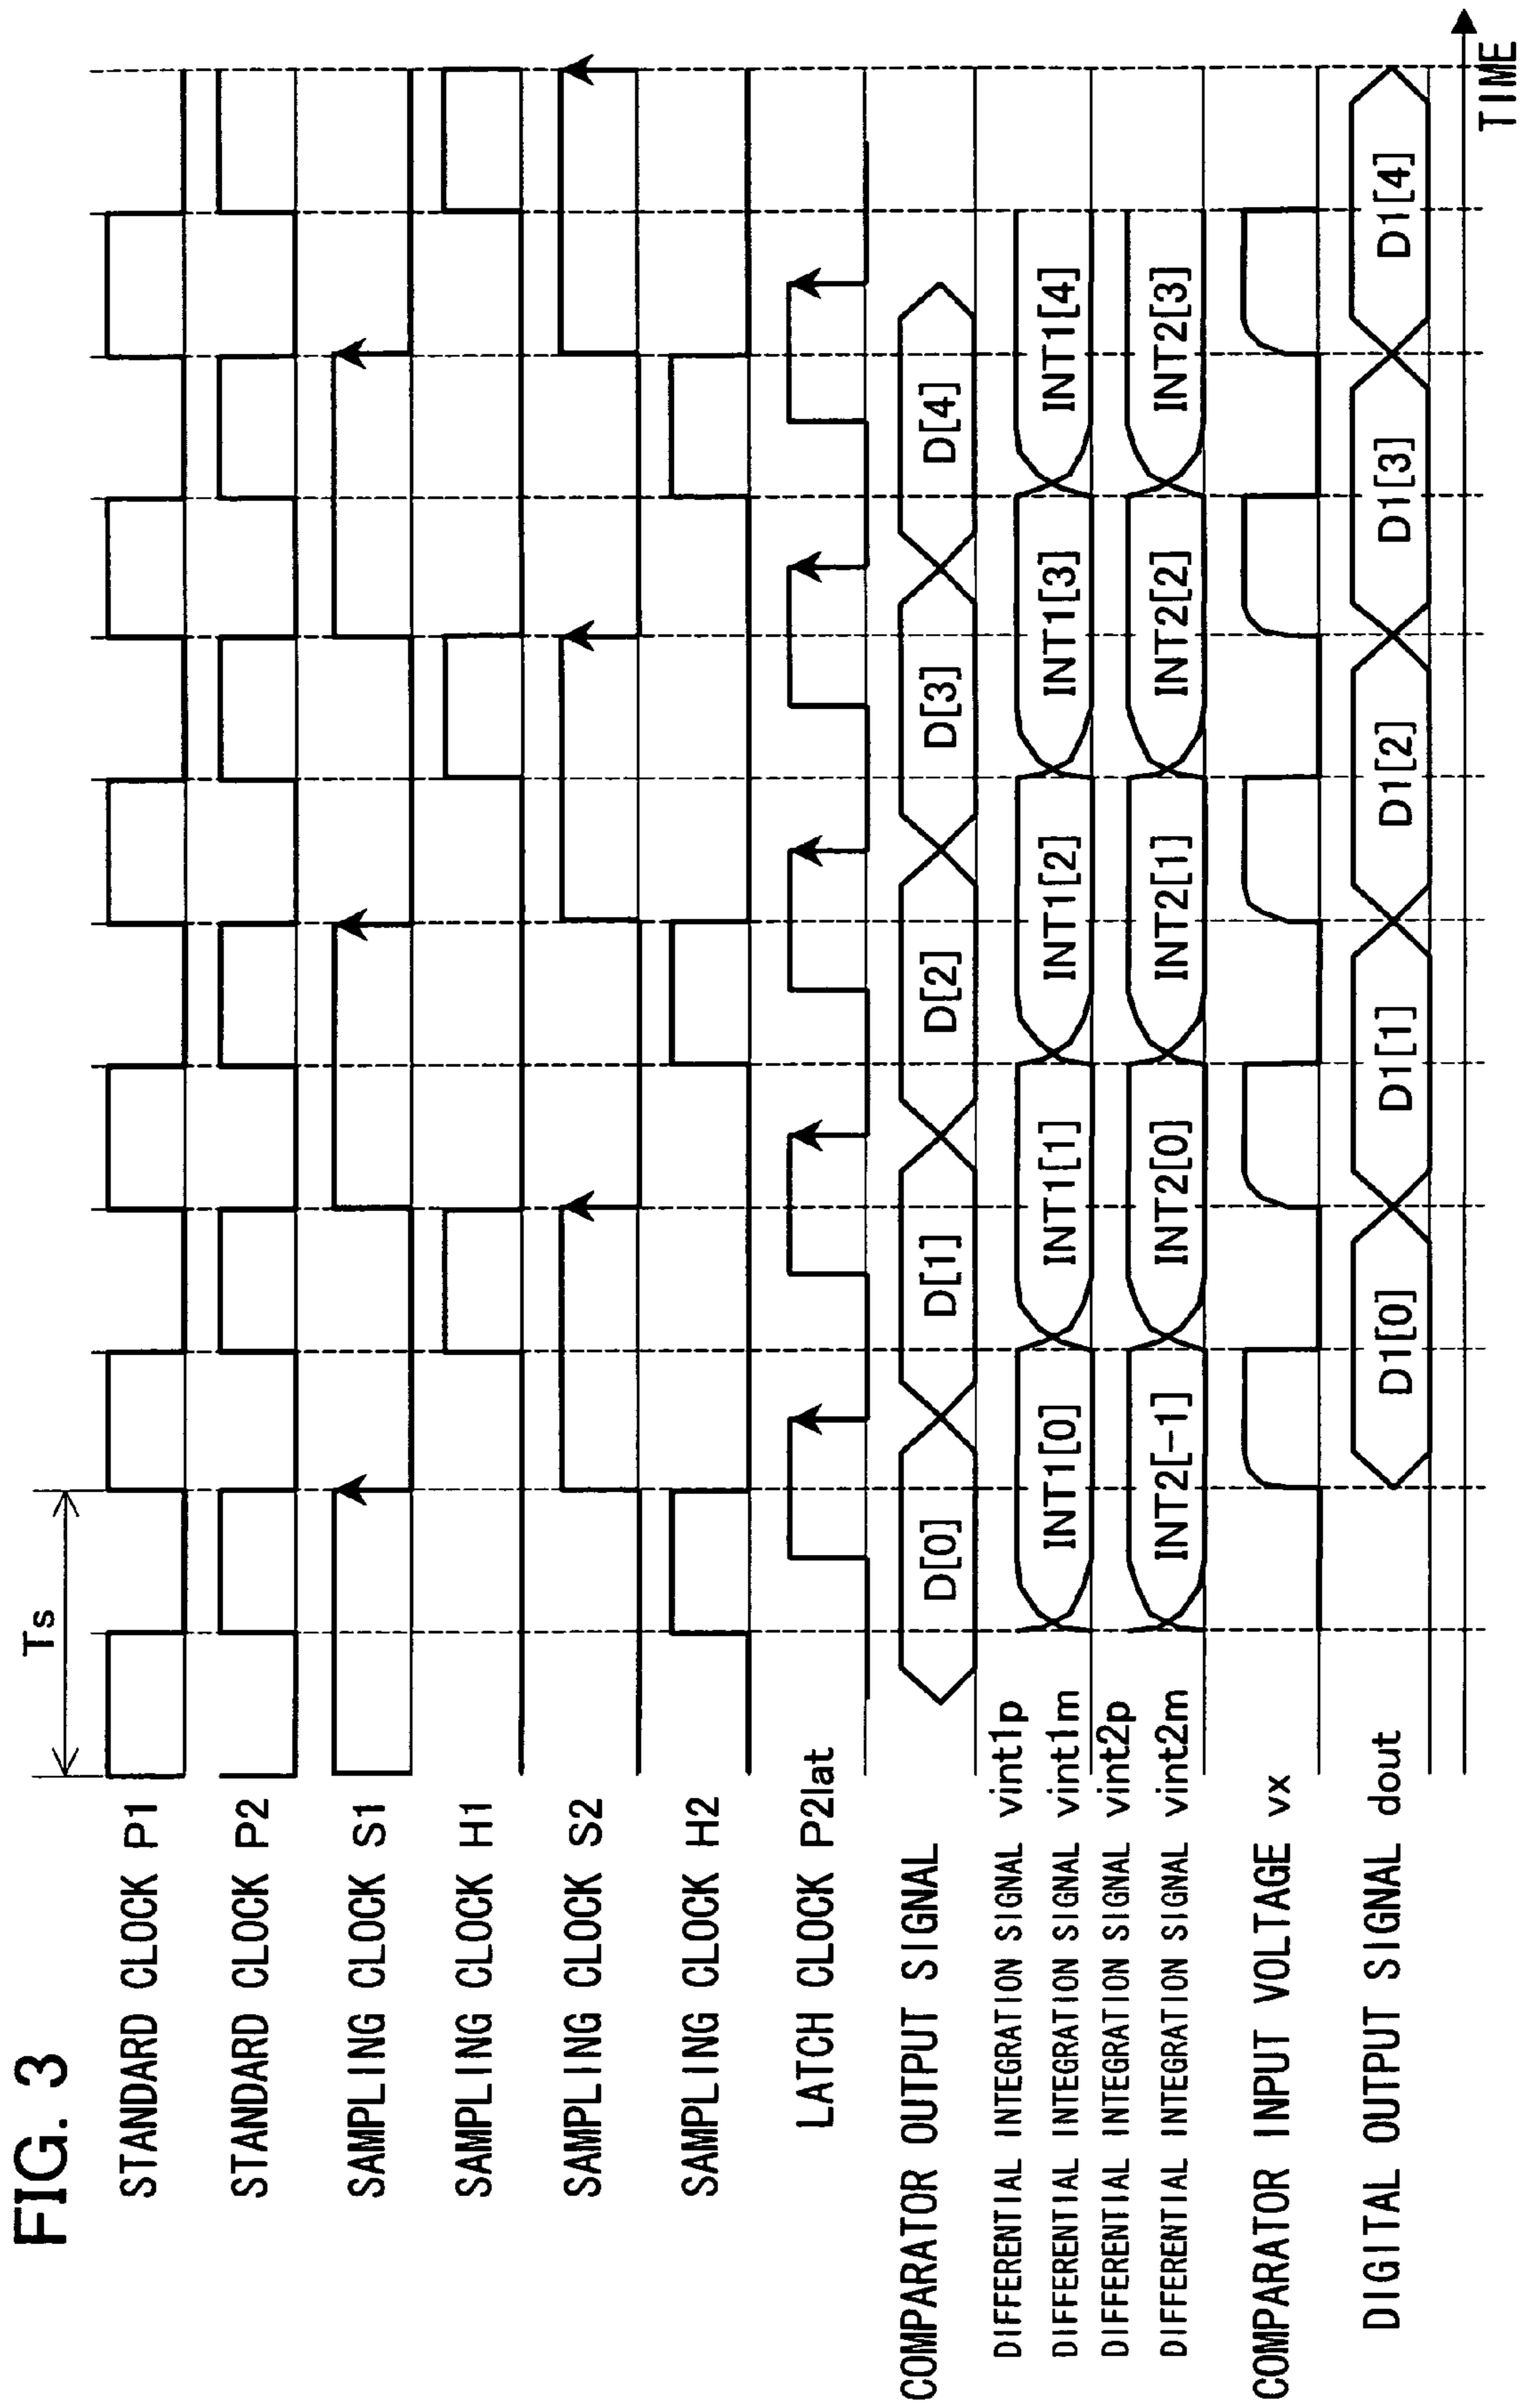 FIG. 3
Ts
STANDARD CLOCK P1
STANDARD CLOCK P2
SAMPLING CLOCK S1
SAMPLING CLOCK H1
SAMPLING CLOCK S2
SAMPLING CLOCK H2
LATCH CLOCK P2lat
COMPARATOR OUTPUT SIGNAL D[0] D[1] D[2] D[3] D[4]
DIFFERENTIAL INTEGRATION SIGNAL vint1p
DIFFERENTIAL INTEGRATION SIGNAL vint1m INT1[0] INT1[1] INT1[2] INT1[3] INT1[4]
DIFFERENTIAL INTEGRATION SIGNAL vint2p
DIFFERENTIAL INTEGRATION SIGNAL vint2m INT2[-1] INT2[0] INT2[1] INT2[2] INT2[3]
COMPARATOR INPUT VOLTAGE vx
DIGITAL OUTPUT SIGNAL dout D1[0] D1[1] D1[2] D1[3] D1[4]
TIME